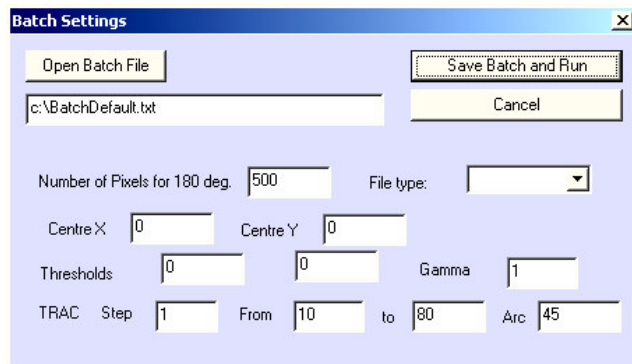 Batch Settings
Open Batch File Save Batch and Run
c:\BatchDefault.txt Cancel
Number of Pixels for 180 deg. 500 File type:
Centre X 0 Centre Y 0
Thresholds 0 0 Gamma 1
TRAC Step 1 From 10 to 80 Arc 45